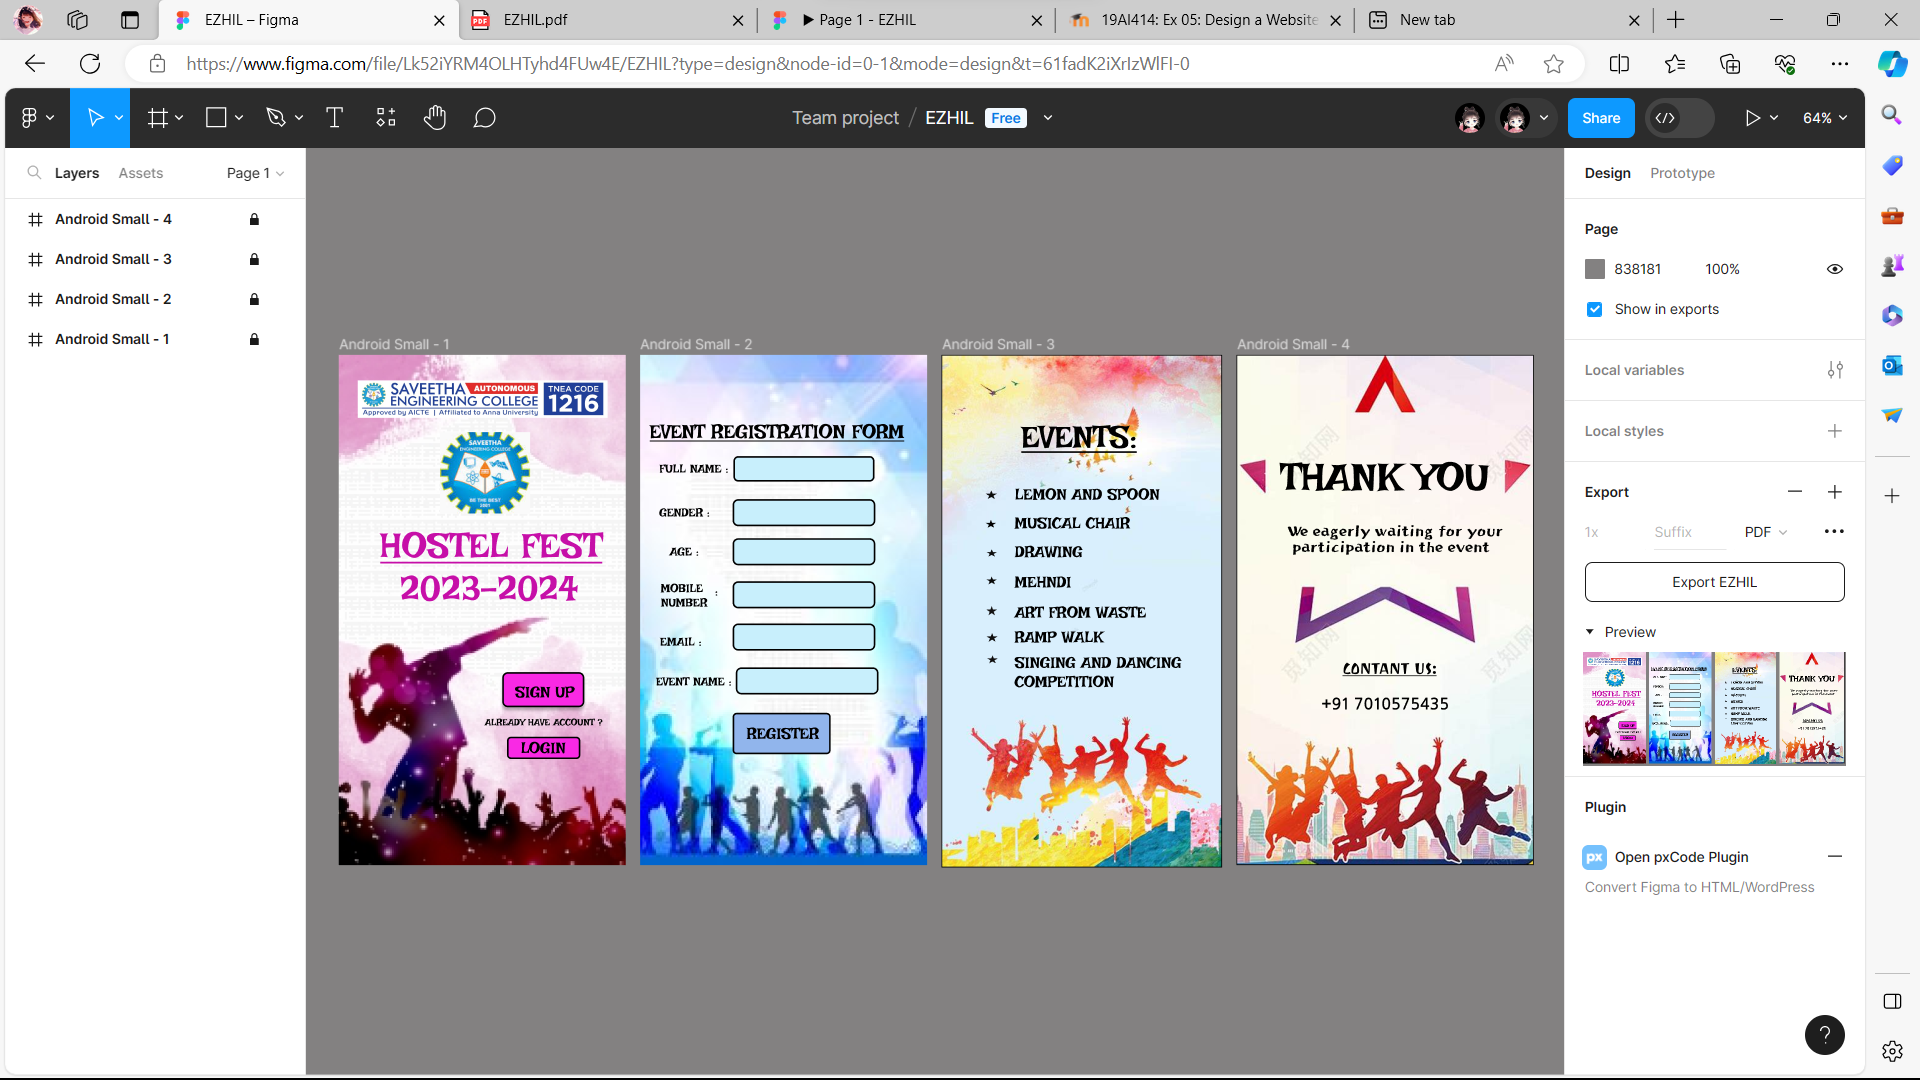 EZHIL – Figma
EZHIL.pdf
▶ Page 1 - EZHIL
19AI414: Ex 05: Design a Website
New tab
https://www.figma.com/file/Lk52iYRM4OLHTyhd4FUw4E/EZHIL?type=design&node-id=0-1&mode=design&t=61fadK2iXrIzWlFI-0
Team project / EZHIL Free
Share
64%
Layers Assets Page 1
Android Small - 4
Android Small - 3
Android Small - 2
Android Small - 1
Android Small - 1
SAVEETHA AUTONOMOUS
ENGINEERING COLLEGE
Approved by AICTE | Affiliated to Anna University
TNEA CODE
1216
SAVEETHA
ENGINEERING COLLEGE
BE THE BEST
2001
HOSTEL FEST
2023-2024
SIGN UP
ALREADY HAVE ACCOUNT ?
LOGIN
Android Small - 2
EVENT REGISTRATION FORM
FULL NAME :
GENDER :
AGE :
MOBILE NUMBER :
EMAIL :
EVENT NAME :
REGISTER
Android Small - 3
EVENTS:
★ LEMON AND SPOON
★ MUSICAL CHAIR
★ DRAWING
★ MEHNDI
★ ART FROM WASTE
★ RAMP WALK
★ SINGING AND DANCING
COMPETITION
Android Small - 4
THANK YOU
We eagerly waiting for your
participation in the event
觅知网
觅知网
CONTANT US:
+91 7010575435
Design Prototype
Page
838181 100%
Show in exports
Local variables
Local styles
Export
1x Suffix PDF
Export EZHIL
Preview
Plugin
px Open pxCode Plugin
Convert Figma to HTML/WordPress
?